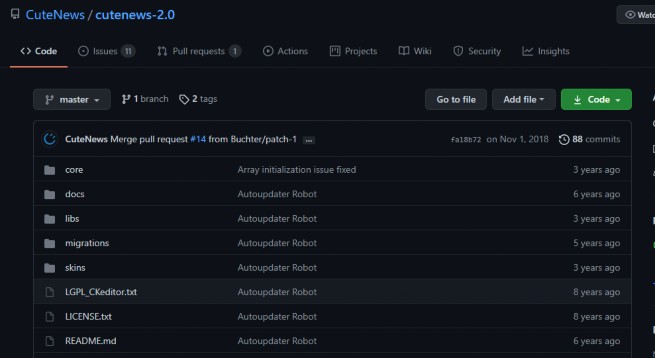 CuteNews / cutenews-2.0
Code Issues 11 Pull requests 1 Actions Projects Wiki Security Insights
master 1 branch 2 tags Go to file Add file Code
CuteNews Merge pull request #14 from Buchter/patch-1 ... fa18b72 on Nov 1, 2018 88 commits
core Array initialization issue fixed 3 years ago
docs Autoupdater Robot 6 years ago
libs Autoupdater Robot 3 years ago
migrations Autoupdater Robot 5 years ago
skins Autoupdater Robot 3 years ago
LGPL_CKeditor.txt Autoupdater Robot 8 years ago
LICENSE.txt Autoupdater Robot 8 years ago
README.md Autoupdater Robot 6 years ago